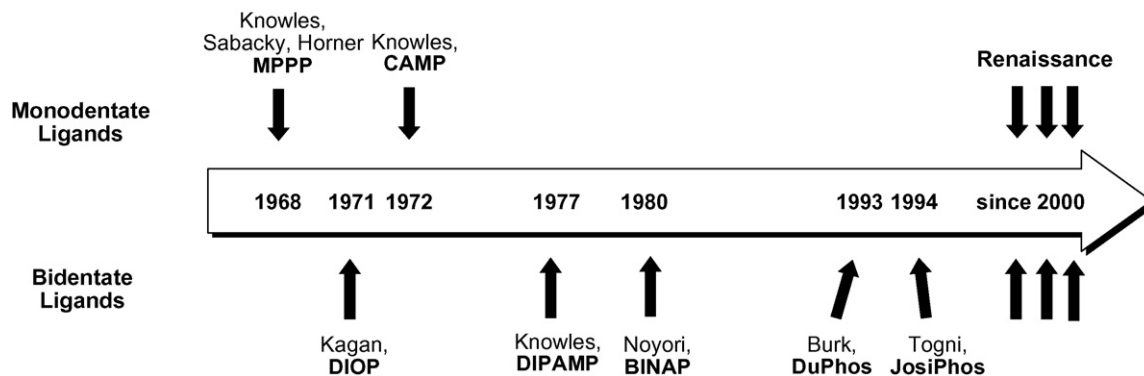 Knowles,
Sabacky, Horner
MPPP
Knowles,
CAMP
Renaissance
Monodentate
Ligands
1968 1971 1972 1977 1980 1993 1994 since 2000
Bidentate
Ligands
Kagan,
DIOP
Knowles,
DIPAMP
Noyori,
BINAP
Burk,
DuPhos
Togni,
JosiPhos